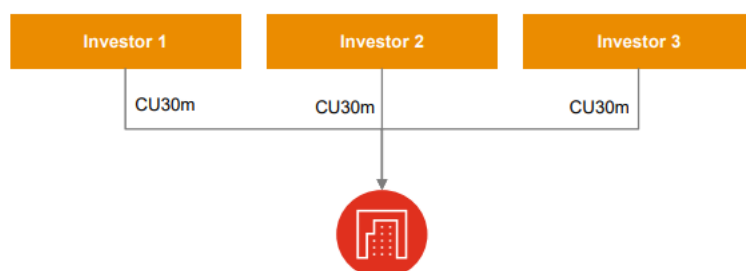 Investor 1
Investor 2
Investor 3
CU30m
CU30m
CU30m